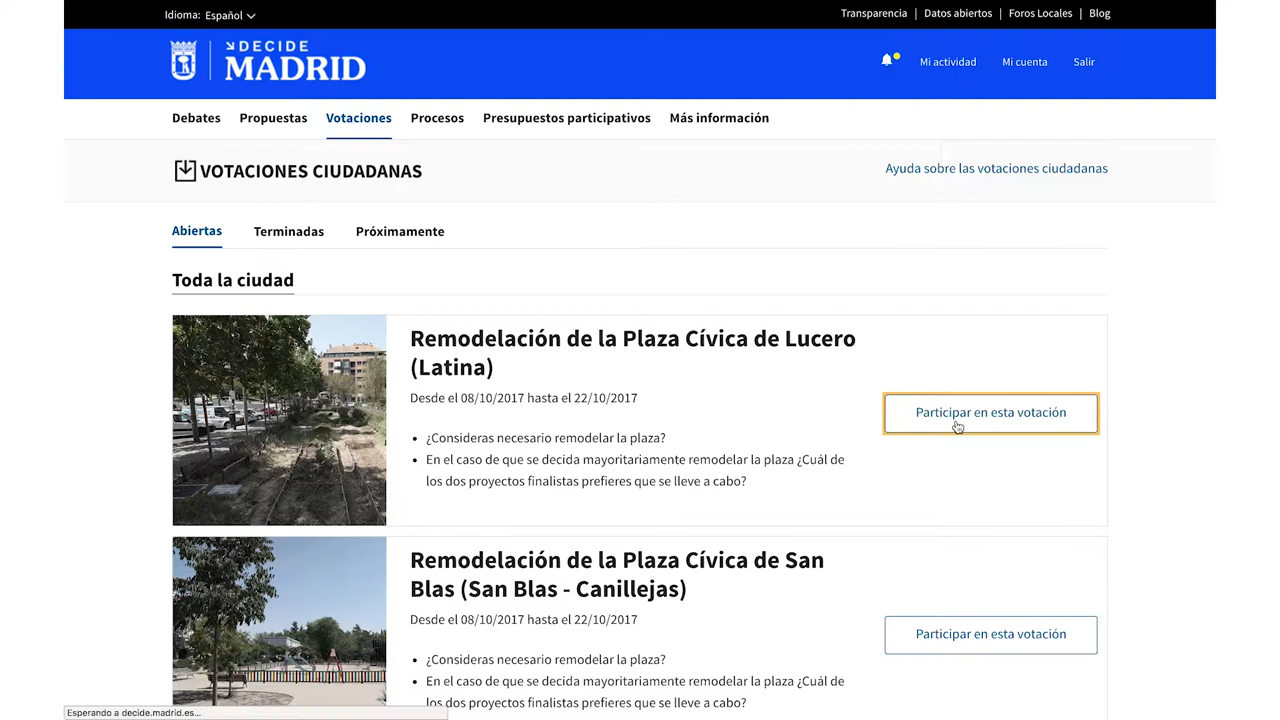 Idioma: Español
Transparencia | Datos abiertos | Foros Locales | Blog
DECIDE
MADRID
Mi actividad Mi cuenta Salir
Debates Propuestas Votaciones Procesos Presupuestos participativos Más información
VOTACIONES CIUDADANAS
Ayuda sobre las votaciones ciudadanas
Abiertas Terminadas Próximamente
Toda la ciudad
Remodelación de la Plaza Cívica de Lucero
(Latina)
Desde el 08/10/2017 hasta el 22/10/2017
• ¿Consideras necesario remodelar la plaza?
• En el caso de que se decida mayoritariamente remodelar la plaza ¿Cuál de
los dos proyectos finalistas prefieres que se lleve a cabo?
Participar en esta votación
Remodelación de la Plaza Cívica de San
Blas (San Blas - Canillejas)
Desde el 08/10/2017 hasta el 22/10/2017
• ¿Consideras necesario remodelar la plaza?
• En el caso de que se decida mayoritariamente remodelar la plaza ¿Cuál de
los dos proyectos finalistas prefieres que se lleve a cabo?
Participar en esta votación
Esperando a decide.madrid.es...